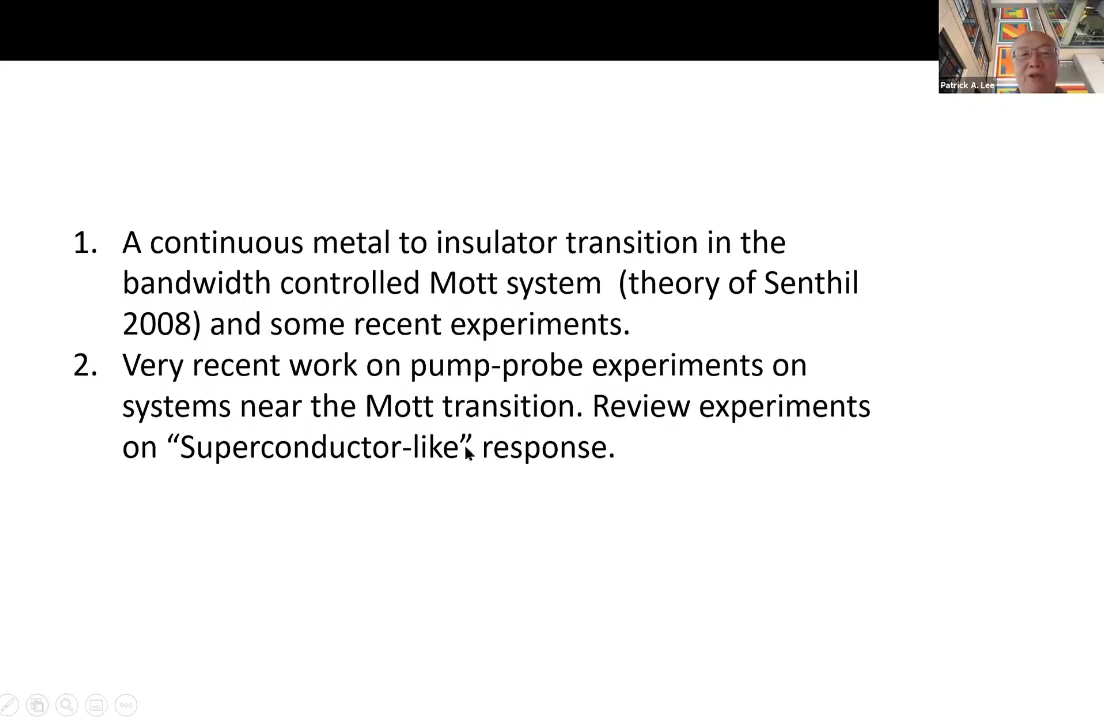 Patrick A. Lee
1. A continuous metal to insulator transition in the
bandwidth controlled Mott system (theory of Senthil
2008) and some recent experiments.
2. Very recent work on pump-probe experiments on
systems near the Mott transition. Review experiments
on “Superconductor-like” response.